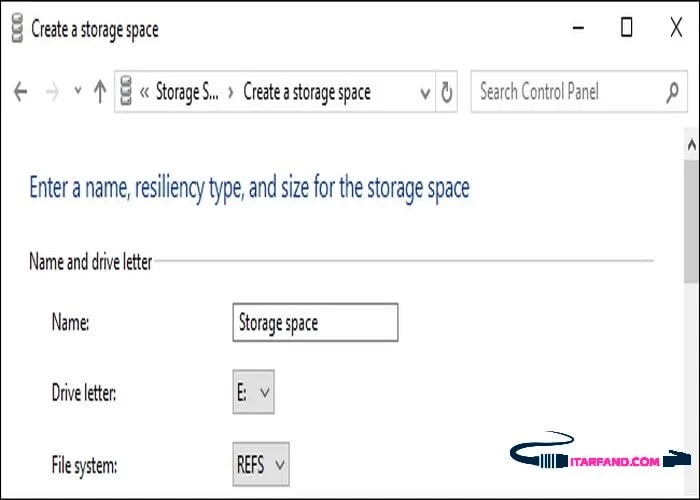 Create a storage space
« Storage S... › Create a storage space
Search Control Panel
Enter a name, resiliency type, and size for the storage space
Name and drive letter
Name: Storage space
Drive letter: E:
File system: REFS
ITARFAND.COM